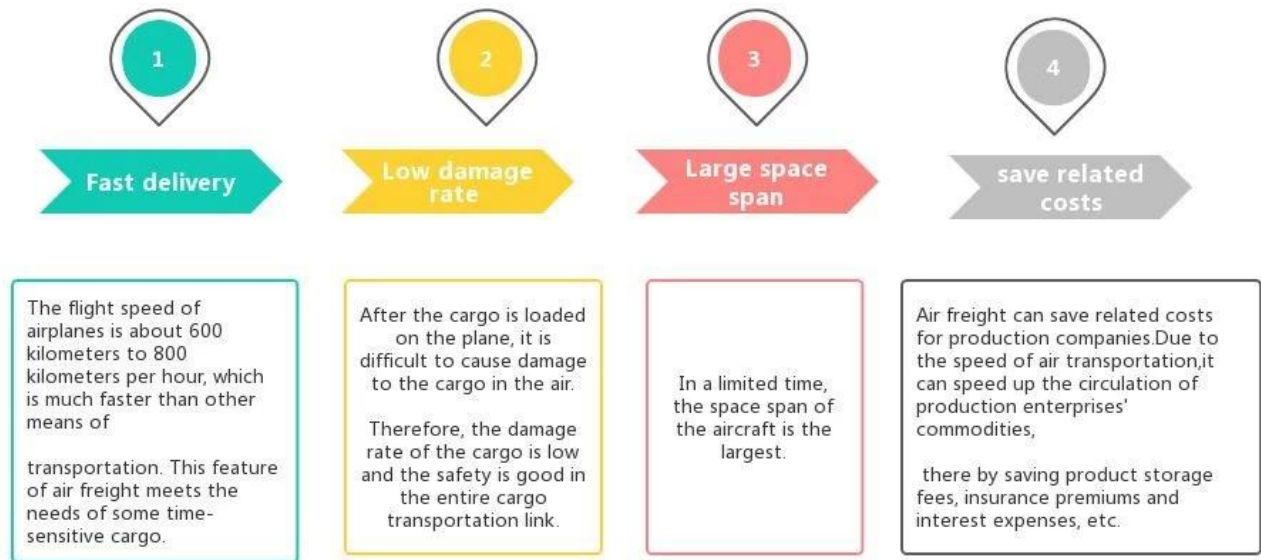 1
Fast delivery
The flight speed of
airplanes is about 600
kilometers to 800
kilometers per hour, which
is much faster than other
means of
transportation. This feature
of air freight meets the
needs of some time-
sensitive cargo.
2
Low damage
rate
After the cargo is loaded
on the plane, it is
difficult to cause damage
to the cargo in the air.
Therefore, the damage
rate of the cargo is low
and the safety is good in
the entire cargo
transportation link.
3
Large space
span
In a limited time,
the space span of
the aircraft is the
largest.
4
save related
costs
Air freight can save related costs
for production companies.Due to
the speed of air transportation,it
can speed up the circulation of
production enterprises'
commodities,
there by saving product storage
fees, insurance premiums and
interest expenses, etc.